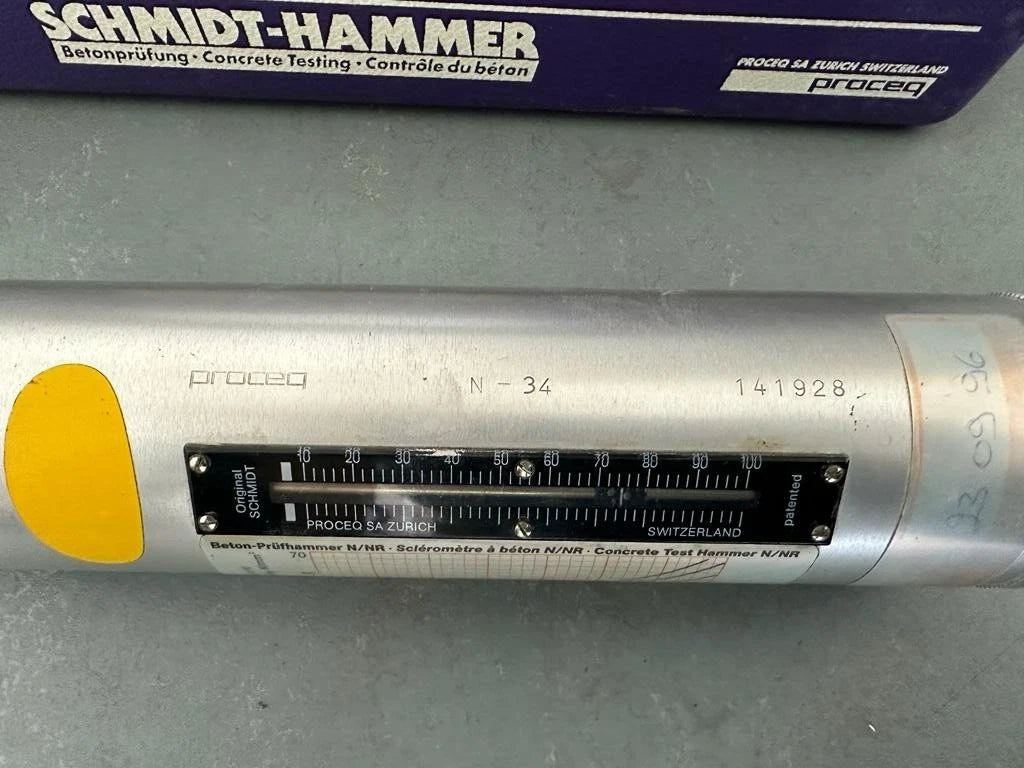 SCHMIDT-HAMMER
Betonprüfung · Concrete Testing · Contrôle du béton
PROCEQ SA ZURICH SWITZERLAND
proceq
proceq N - 34 141928
23 09 96
10 20 30 40 50 60 70 80 90 100
Original
SCHMIDT
patented
PROCEQ SA ZURICH SWITZERLAND
Beton-Prüfhammer N/NR · Scléromètre à béton N/NR · Concrete Test Hammer N/NR
70